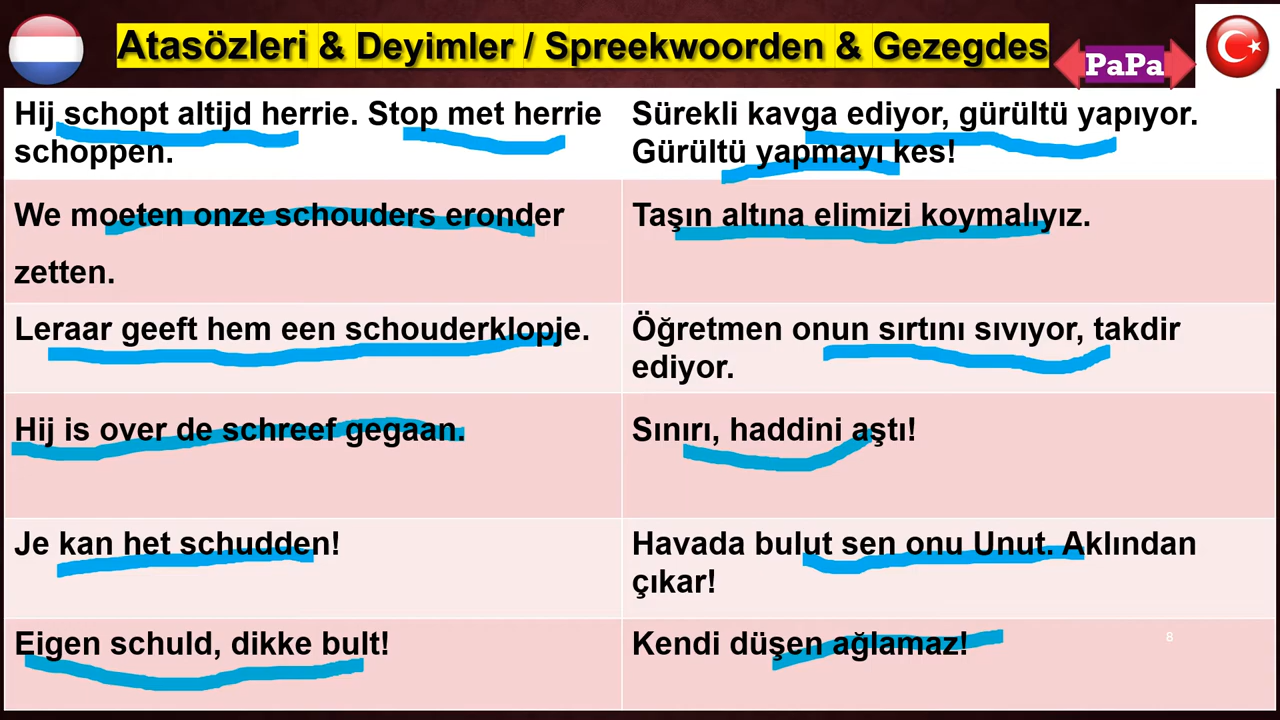 Atasözleri & Deyimler / Spreekwoorden & Gezegdes
PaPa
Hij schopt altijd herrie. Stop met herrie
schoppen.
Sürekli kavga ediyor, gürültü yapıyor.
Gürültü yapmayı kes!
We moeten onze schouders eronder
zetten.
Taşın altına elimizi koymalıyız.
Leraar geeft hem een schouderklopje.
Öğretmen onun sırtını sıvıyor, takdir
ediyor.
Hij is over de schreef gegaan.
Sınırı, haddini aştı!
Je kan het schudden!
Havada bulut sen onu Unut. Aklından
çıkar!
Eigen schuld, dikke bult!
Kendi düşen ağlamaz!
8